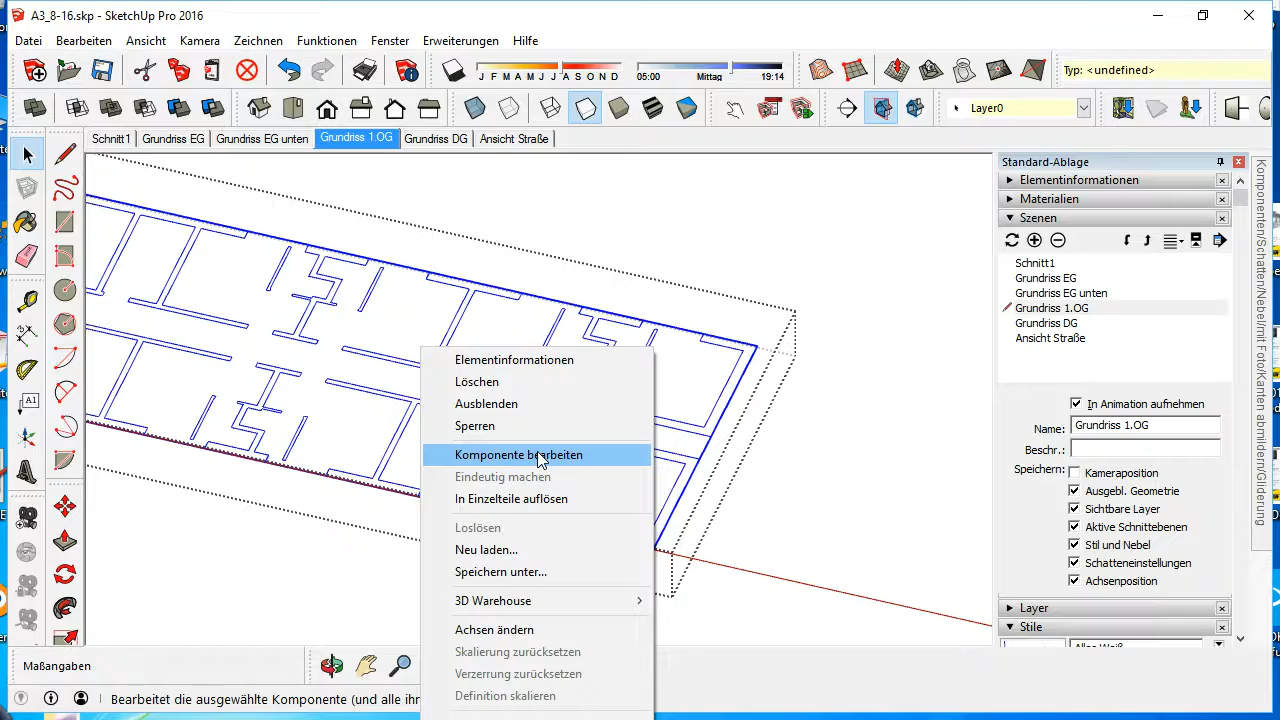 A3_8-16.skp - SketchUp Pro 2016
Datei Bearbeiten Ansicht Kamera Zeichnen Funktionen Fenster Erweiterungen Hilfe
J F M A M J J A S O N D 05:00 Mittag 19:14 Typ: <undefined>
Layer0
Schnitt1 Grundriss EG Grundriss EG unten Grundriss 1.OG Grundriss DG Ansicht Straße
Standard-Ablage
Elementinformationen
Materialien
Szenen
Schnitt1
Grundriss EG
Grundriss EG unten
Grundriss 1.OG
Grundriss DG
Ansicht Straße
In Animation aufnehmen
Name: Grundriss 1.OG
Beschr.:
Speichern: Kameraposition
Ausgebl. Geometrie
Sichtbare Layer
Aktive Schnittebenen
Stil und Nebel
Schatteneinstellungen
Achsenposition
Layer
Stile
Komponenten/Schatten/Nebel/mit Foto/Kanten abmildern/Gliederung
A1
Elementinformationen
Löschen
Ausblenden
Sperren
Komponente bearbeiten
Eindeutig machen
In Einzelteile auflösen
Loslösen
Neu laden...
Speichern unter...
3D Warehouse
Achsen ändern
Skalierung zurücksetzen
Verzerrung zurücksetzen
Definition skalieren
Maßangaben
Bearbeitet die ausgewählte Komponente (und alle ihr